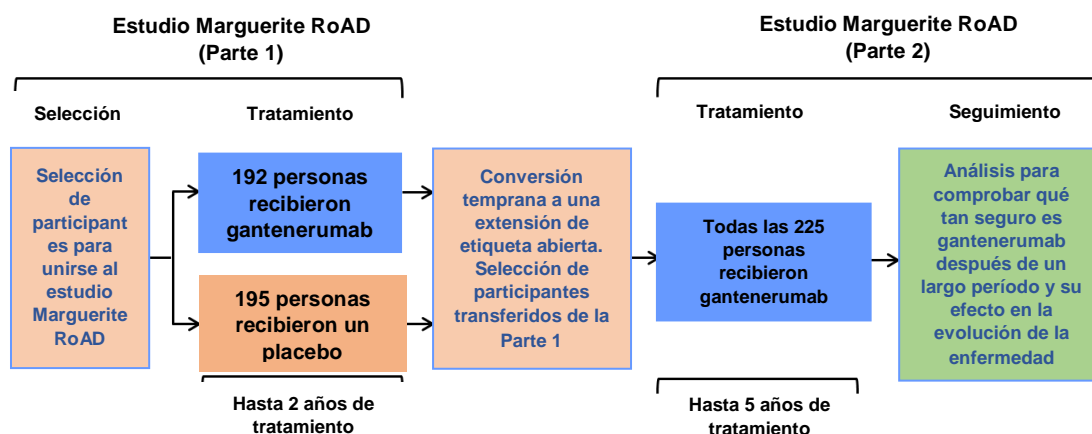 Estudio Marguerite RoAD
(Parte 1)
Estudio Marguerite RoAD
(Parte 2)
Selección
Tratamiento
Tratamiento
Seguimiento
Selección
de
participant
es para
unirse al
estudio
Marguerite
RoAD
192 personas
recibieron
gantenerumab
195 personas
recibieron un
placebo
Conversión
temprana a una
extensión de
etiqueta abierta.
Selección de
participantes
transferidos de la
Parte 1
Todas las 225
personas
recibieron
gantenerumab
Análisis para
comprobar qué
tan seguro es
gantenerumab
después de un
largo período y su
efecto en la
evolución de la
enfermedad
Hasta 2 años de
tratamiento
Hasta 5 años de
tratamiento